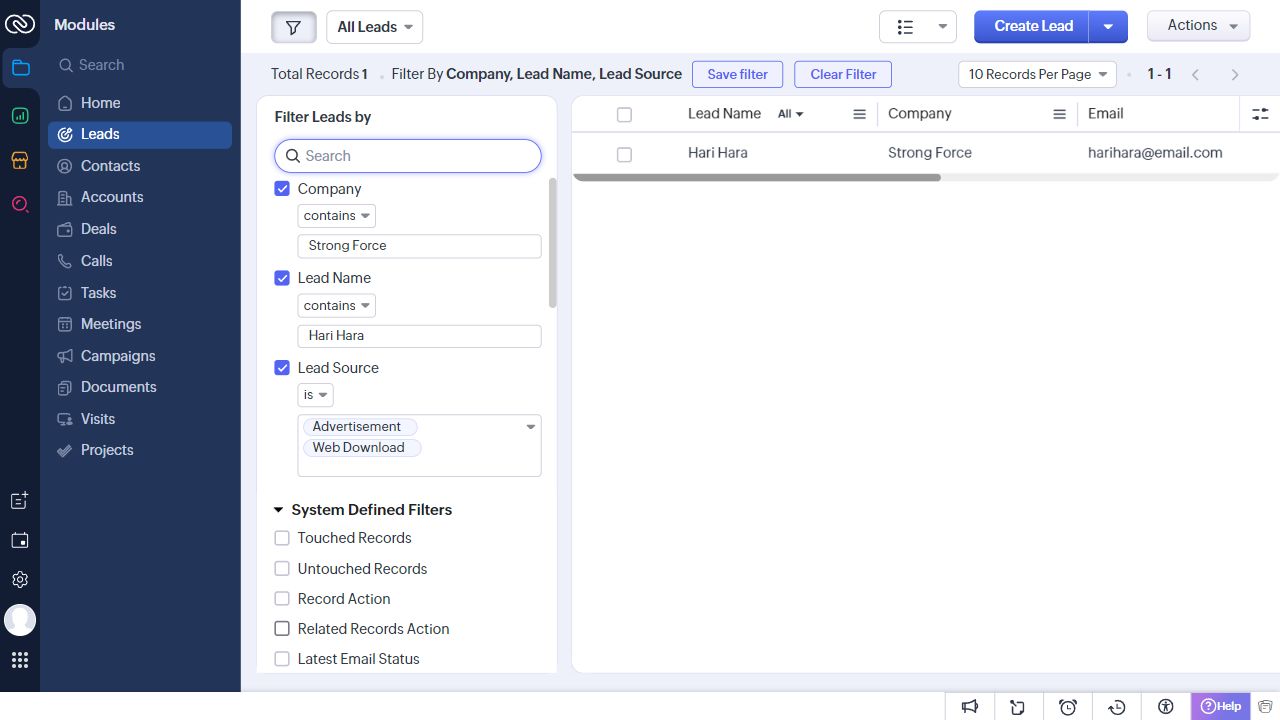 Modules
Search
Home
Leads
Contacts
Accounts
Deals
Calls
Tasks
Meetings
Campaigns
Documents
Visits
Projects
All Leads
Create Lead
Actions
Total Records 1
Filter By Company, Lead Name, Lead Source
Save filter
Clear Filter
10 Records Per Page
1 - 1
Filter Leads by
Search
Company
contains
Strong Force
Lead Name
contains
Hari Hara
Lead Source
is
Advertisement
Web Download
System Defined Filters
Touched Records
Untouched Records
Record Action
Related Records Action
Latest Email Status
Lead Name All Company Email
Hari Hara Strong Force harihara@email.com
Help